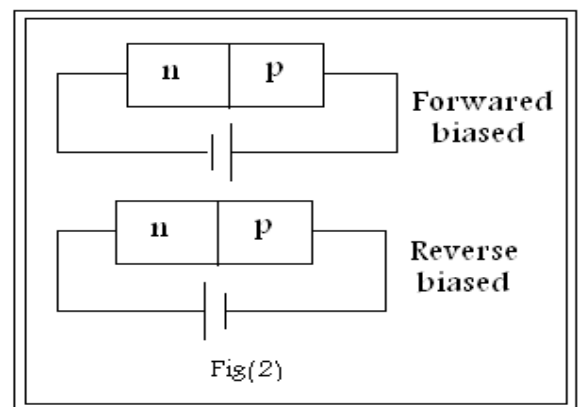 n p
Forwared
biased
n p
Reverse
biased
Fig(2)